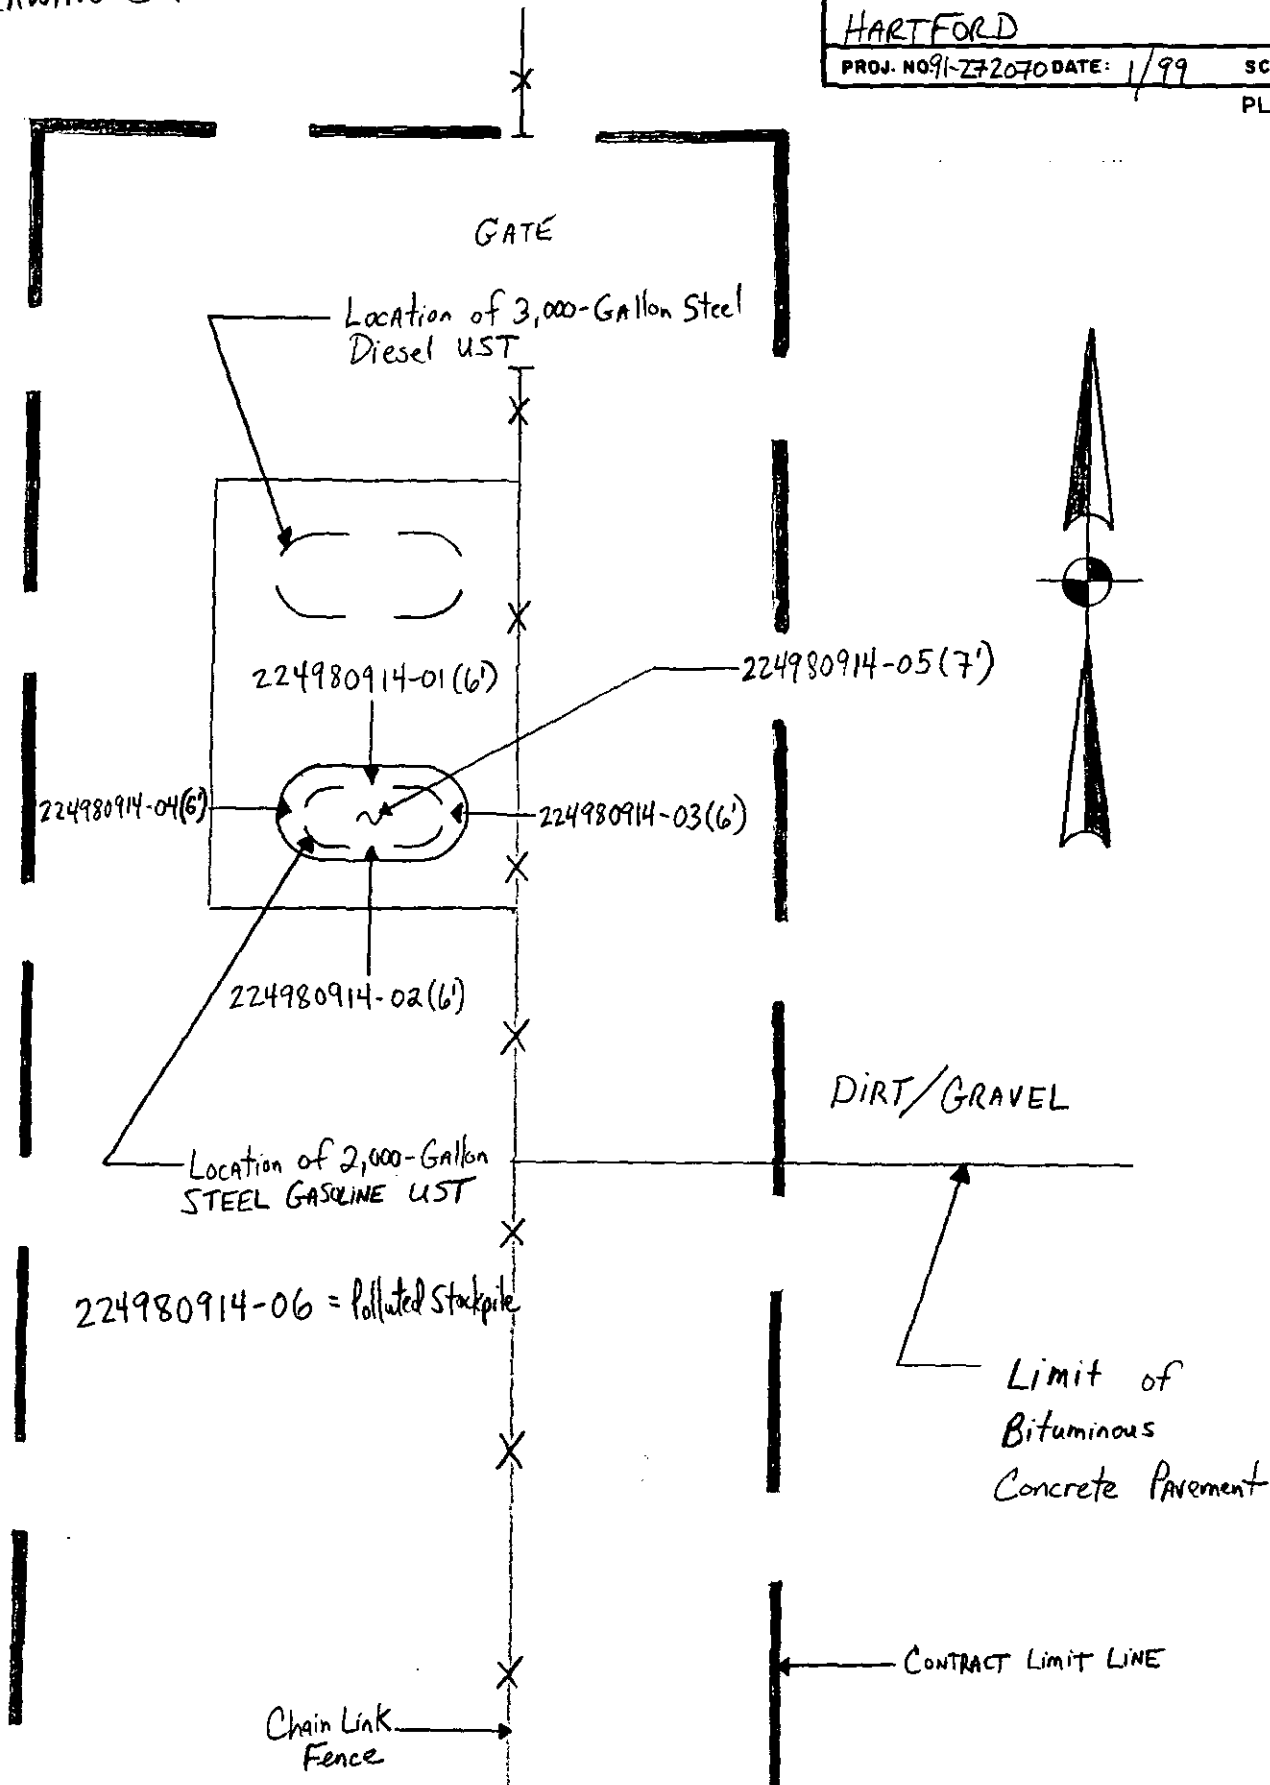 HARTFORD
PROJ. NO 91-272070 DATE: 1/99
GATE
Location of 3,000-Gallon Steel
Diesel UST
224980914-01(6')
224980914-05(7')
224980914-04(6')
224980914-03(6')
224980914-02(6')
DIRT/GRAVEL
Location of 2,000-Gallon
STEEL GASOLINE UST
224980914-06 = Polluted Stockpile
Limit of
Bituminous
Concrete Pavement
CONTRACT LIMIT LINE
Chain Link
Fence